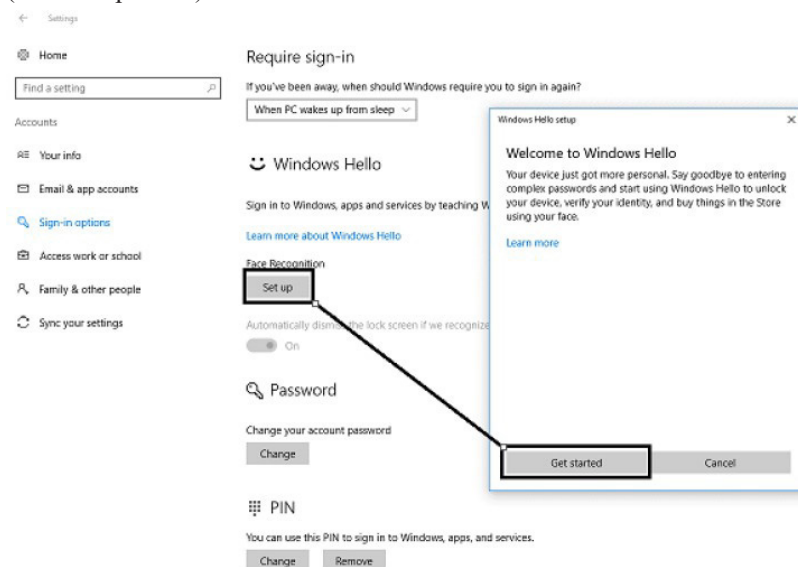 Settings
Home
Find a setting
Accounts
Your info
Email & app accounts
Sign-in options
Access work or school
Family & other people
Sync your settings
Require sign-in
If you've been away, when should Windows require you to sign in again?
When PC wakes up from sleep
Windows Hello
Sign in to Windows, apps and services by teaching W
Learn more about Windows Hello
Face Recognition
Set up
Automatically dismiss the lock screen if we recognize
On
Password
Change your account password
Change
PIN
You can use this PIN to sign in to Windows, apps, and services.
Change Remove
Windows Hello setup
Welcome to Windows Hello
Your device just got more personal. Say goodbye to entering
complex passwords and start using Windows Hello to unlock
your device, verify your identity, and buy things in the Store
using your face.
Learn more
Get started Cancel